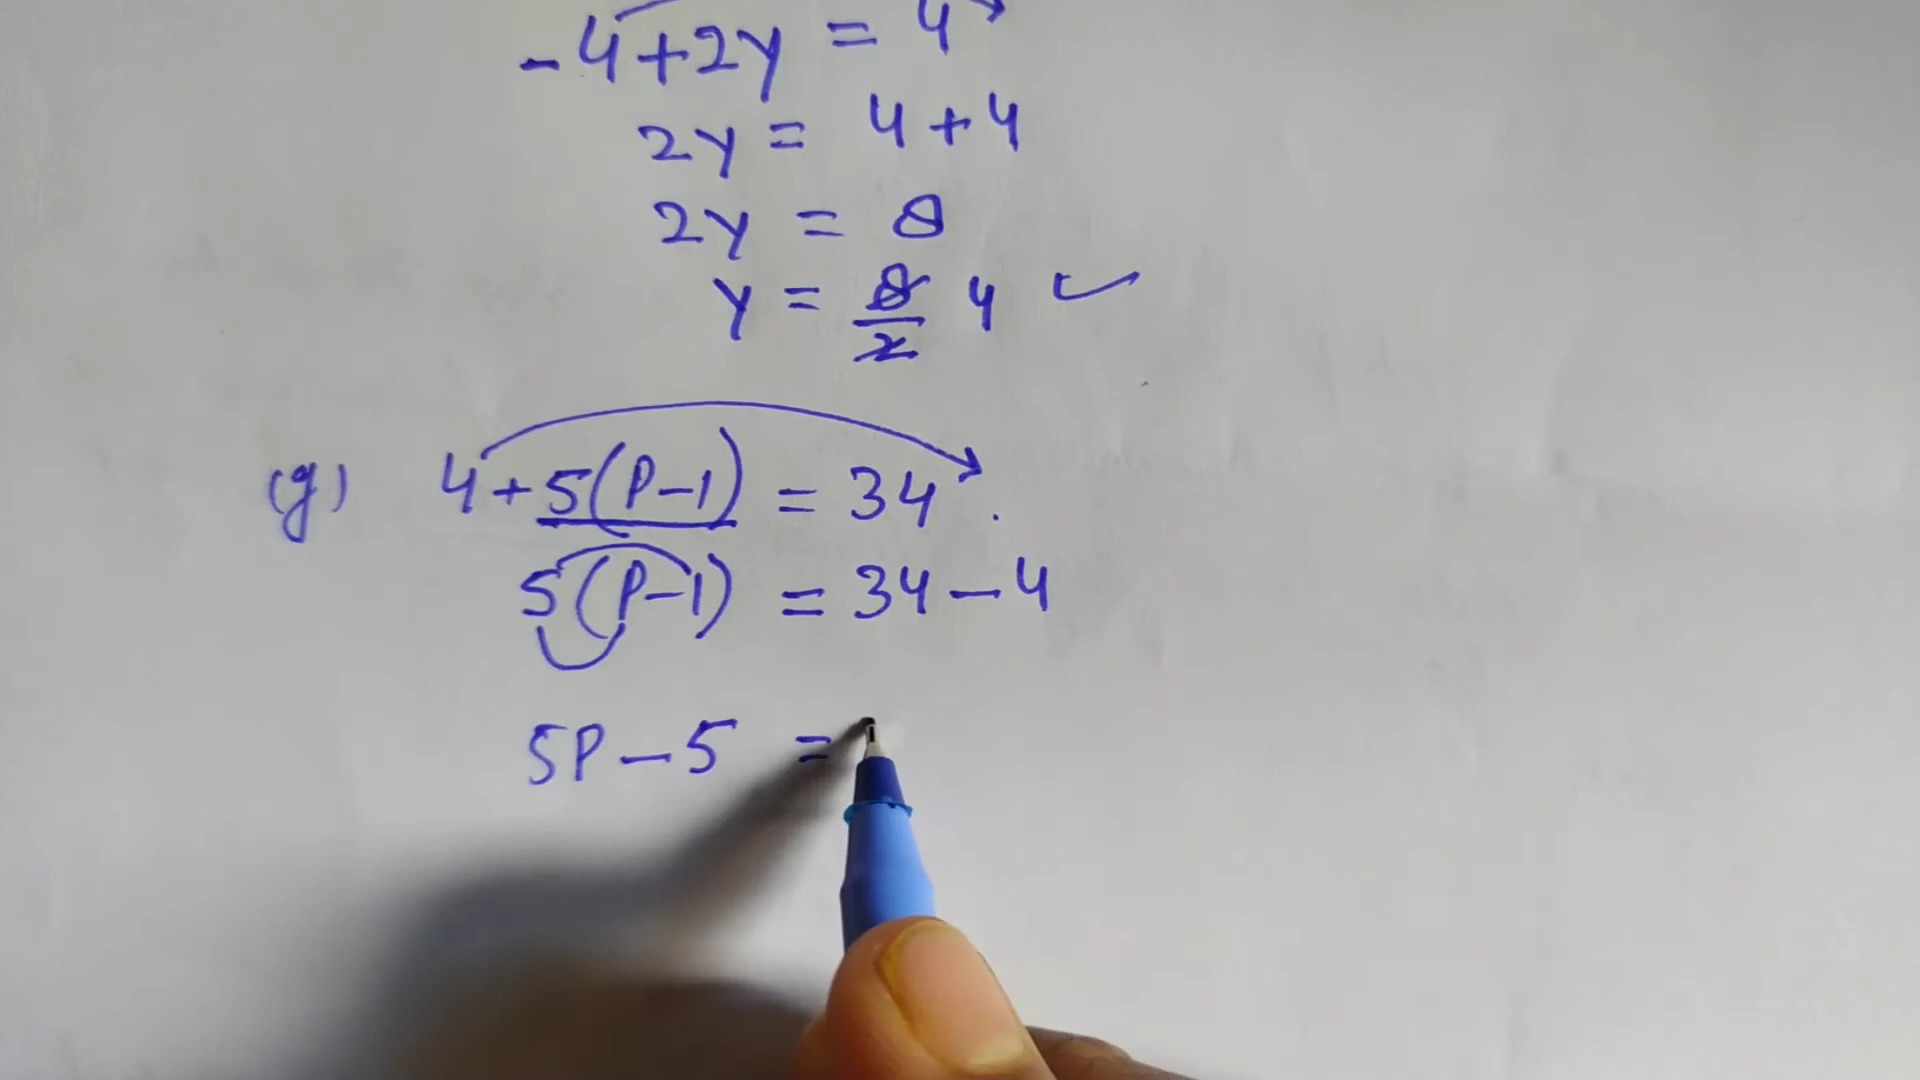 -4+2y = 4
2y = 4+4
2y = 8
y = 8/2 4 ✓
(g) 4+5(P-1) = 34 .
5(P-1) = 34-4
5P-5 =